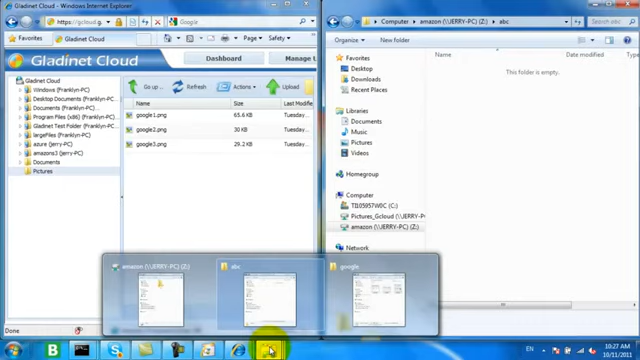 Gladinet Cloud - Windows Internet Explorer
https://gcloud.g
Google
Favorites
Gladinet Cloud
Page
Safety
Gladinet Cloud
Dashboard
Manage
Go up
Refresh
Actions
Upload
Name
Size
Last Modifie
Gladinet Cloud
Windows (Franklyn-PC)
Desktop Documents (Franklyn-PC)
Documents (Franklyn-PC)
Program Files (x86) (Franklyn-PC)
Gladinet Test Folder (Franklyn-PC)
largeFiles (Franklyn-PC)
azure (jerry-PC)
amazons3 (jerry-PC)
Documents
Pictures
google1.png
65.6 KB
Tuesday
google2.png
30 KB
Tuesday
google3.png
29.2 KB
Tuesday
Done
Computer
amazon (\\JERRY-PC) (Z:)
abc
Search abc
Organize
New folder
Name
Date modified
Type
This folder is empty.
Favorites
Desktop
Downloads
Recent Places
Libraries
Documents
Music
Pictures
Videos
Homegroup
Computer
TI105957W0C (C:)
Pictures_Gcloud (\\FRANKLYN-P
amazon (\\JERRY-PC) (Z:)
Network
amazon (\\JERRY-PC) (Z:)
abc
google
EN
10:27 AM
10/11/2011